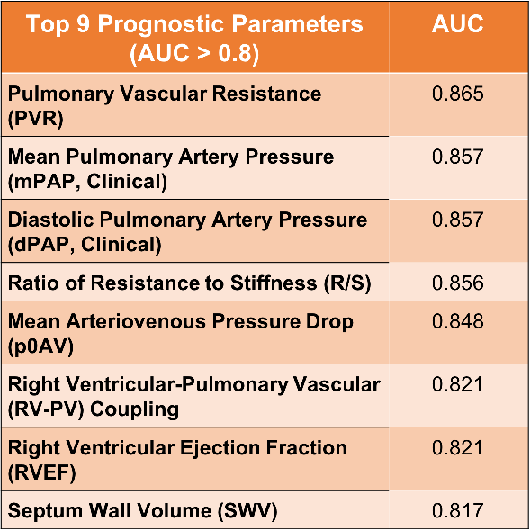 Top 9 Prognostic Parameters AUC
(AUC > 0.8)
Pulmonary Vascular Resistance 0.865
(PVR)
Mean Pulmonary Artery Pressure 0.857
(mPAP, Clinical)
Diastolic Pulmonary Artery Pressure 0.857
(dPAP, Clinical)
Ratio of Resistance to Stiffness (R/S) 0.856
Mean Arteriovenous Pressure Drop 0.848
(p0AV)
Right Ventricular-Pulmonary Vascular 0.821
(RV-PV) Coupling
Right Ventricular Ejection Fraction 0.821
(RVEF)
Septum Wall Volume (SWV) 0.817